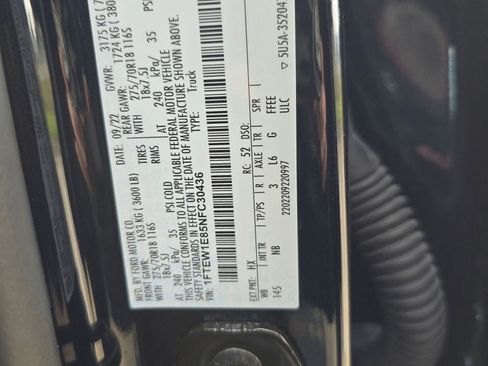 MFD. BY FORD MOTOR CO.
DATE: 09/22 GVWR: 3175 KG
FRONT GAWR: 1633 KG (3600 LB) REAR GAWR: 1724 KG (380
WITH 275/70R18 116S TIRES WITH 275/70R18 116S
18x7.5J RIMS 18x7.5J
AT 240 kPa/ 35 PSI COLD AT 240 kPa/ 35 PSI
THIS VEHICLE CONFORMS TO ALL APPLICABLE FEDERAL MOTOR VEHICLE
SAFETY STANDARDS IN EFFECT ON THE DATE OF MANUFACTURE SHOWN ABOVE.
VIN: 1FTEW1E85NFC30436
TYPE: Truck
EXT PNT: HX RC: 52 DSO:
WB INT TR TP/PS R AXLE TR SPR
145 NB 3 L6 G FFEE
ULC
2202209220997
5U5A-35204